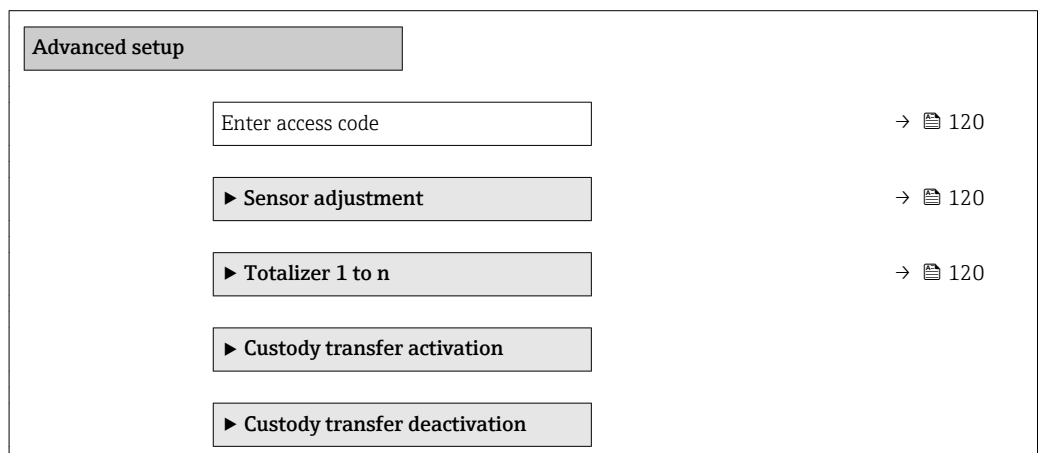 Advanced setup
Enter access code → 120
▶ Sensor adjustment → 120
▶ Totalizer 1 to n → 120
▶ Custody transfer activation
▶ Custody transfer deactivation